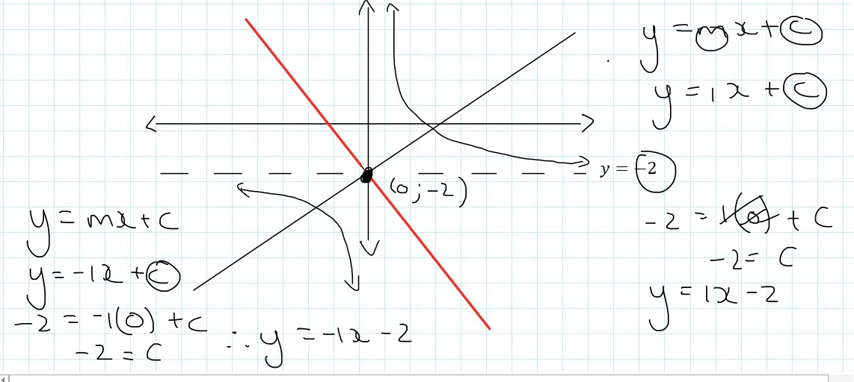 y = mx + c
y = 1x + c
y = -2
(0; -2)
-2 = 1(0) + c
-2 = c
y = 1x - 2
y = mx + c
y = -1x + c
-2 = -1(0) + c
-2 = c
∴ y = -1x - 2